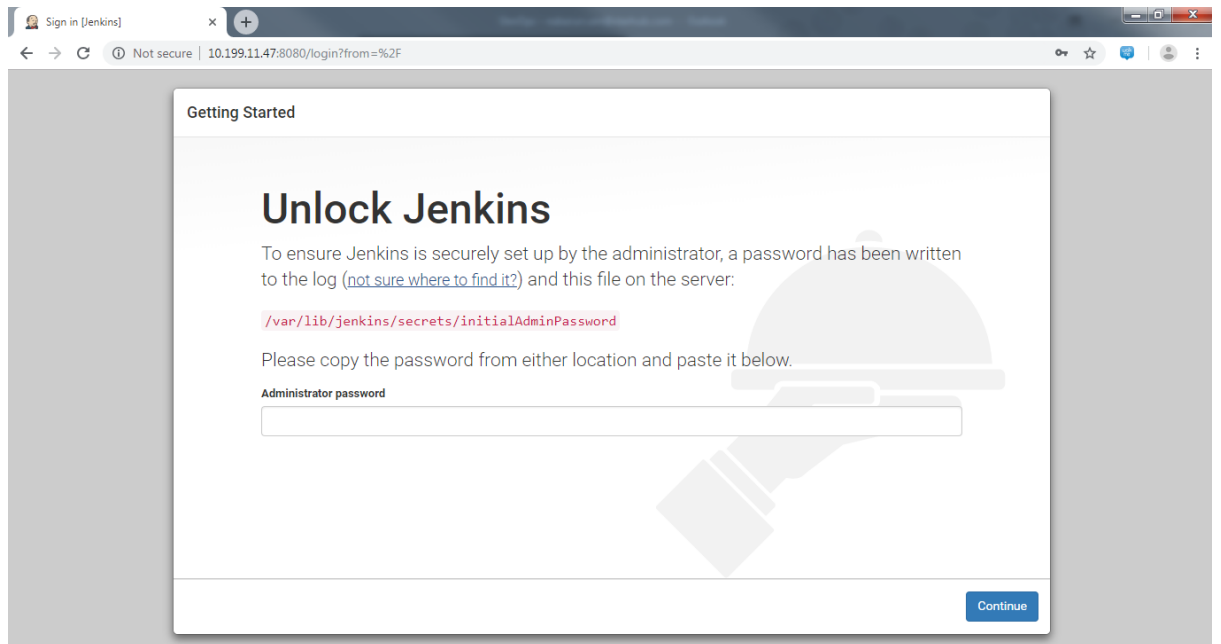 Sign in [Jenkins]
Not secure | 10.199.11.47:8080/login?from=%2F
Getting Started
Unlock Jenkins
To ensure Jenkins is securely set up by the administrator, a password has been written
to the log (not sure where to find it?) and this file on the server:
/var/lib/jenkins/secrets/initialAdminPassword
Please copy the password from either location and paste it below.
Administrator password
Continue